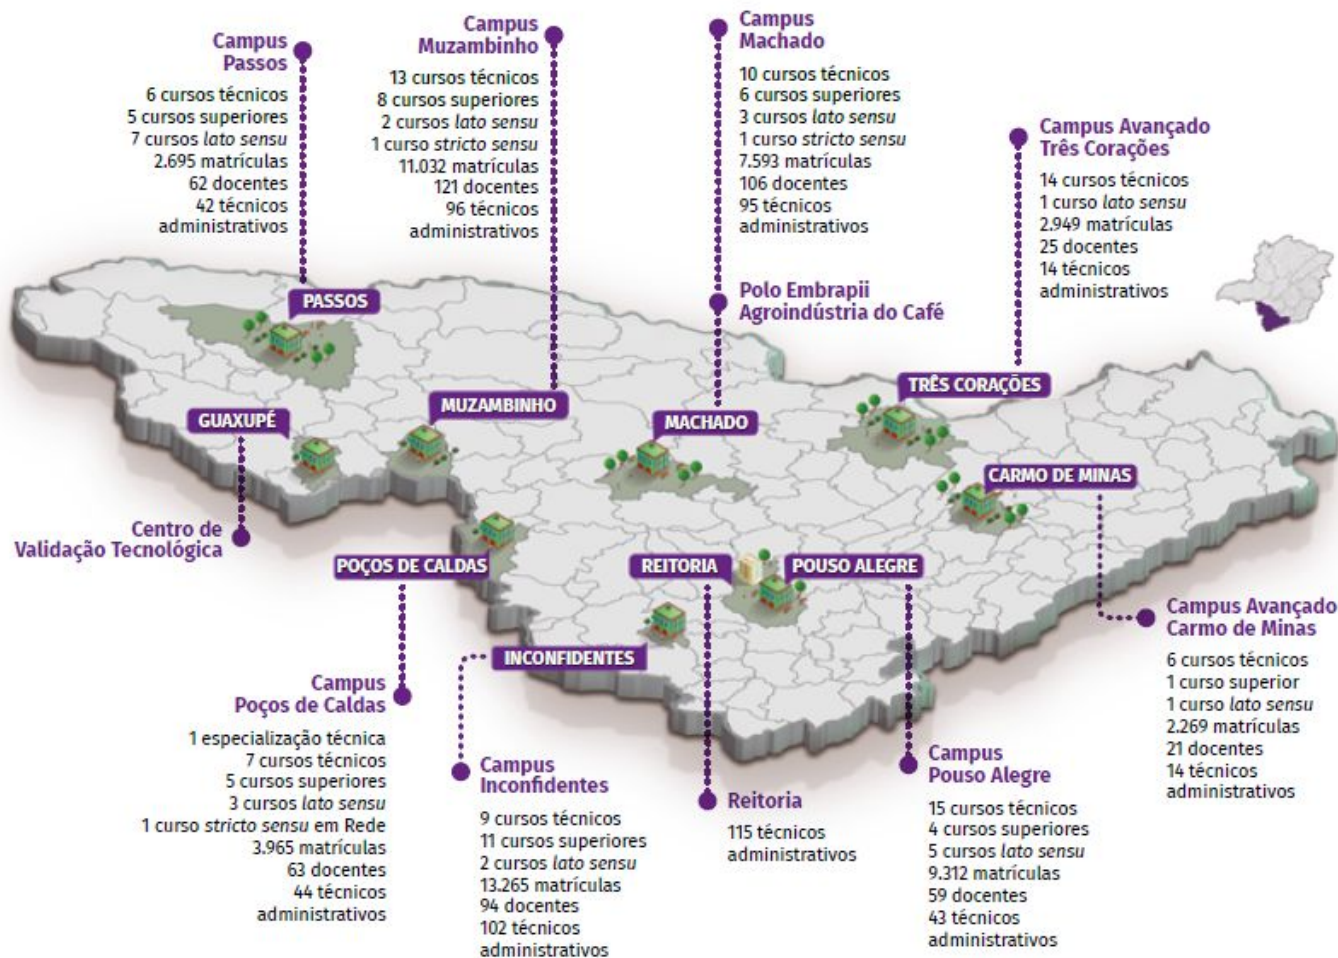 Campus
Passos
6 cursos técnicos
5 cursos superiores
7 cursos lato sensu
2.695 matrículas
62 docentes
42 técnicos
administrativos
Campus
Muzambinho
13 cursos técnicos
8 cursos superiores
2 cursos lato sensu
1 curso stricto sensu
11.032 matrículas
121 docentes
96 técnicos
administrativos
Campus
Machado
10 cursos técnicos
6 cursos superiores
3 cursos lato sensu
1 curso stricto sensu
7.593 matrículas
106 docentes
95 técnicos
administrativos
Polo Embrapii
Agroindústria do Café
Campus Avançado
Três Corações
14 cursos técnicos
1 curso lato sensu
2.949 matrículas
25 docentes
14 técnicos
administrativos
PASSOS
GUAXUPÉ
MUZAMBINHO
MACHADO
TRÊS CORAÇÕES
CARMO DE MINAS
POÇOS DE CALDAS
REITORIA
POUSO ALEGRE
INCONFIDENTES
Centro de
Validação Tecnológica
Campus
Poços de Caldas
1 especialização técnica
7 cursos técnicos
5 cursos superiores
3 cursos lato sensu
1 curso stricto sensu em Rede
3.965 matrículas
63 docentes
44 técnicos
administrativos
Campus
Inconfidentes
9 cursos técnicos
11 cursos superiores
2 cursos lato sensu
13.265 matrículas
94 docentes
102 técnicos
administrativos
Reitoria
115 técnicos
administrativos
Campus
Pouso Alegre
15 cursos técnicos
4 cursos superiores
5 cursos lato sensu
9.312 matrículas
59 docentes
43 técnicos
administrativos
Campus Avançado
Carmo de Minas
6 cursos técnicos
1 curso superior
1 curso lato sensu
2.269 matrículas
21 docentes
14 técnicos
administrativos